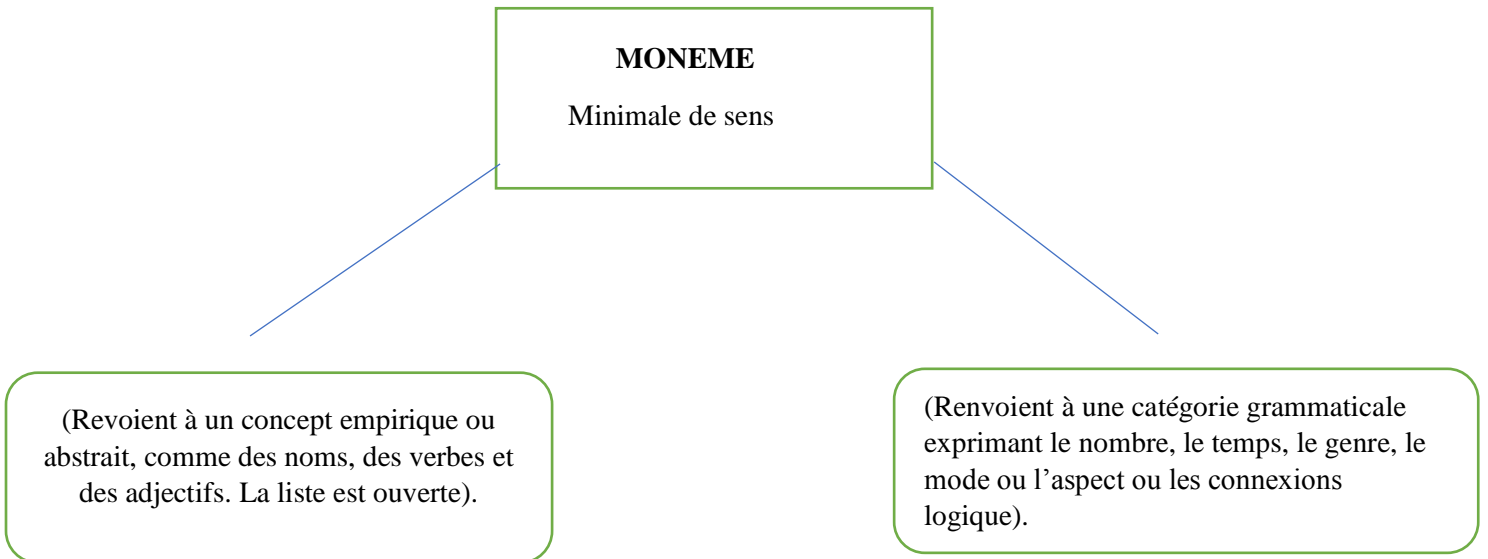 MONEME
Minimale de sens
(Revoient à un concept empirique ou
abstrait, comme des noms, des verbes et
des adjectifs. La liste est ouverte).
(Renvoient à une catégorie grammaticale
exprimant le nombre, le temps, le genre, le
mode ou l’aspect ou les connexions
logique).